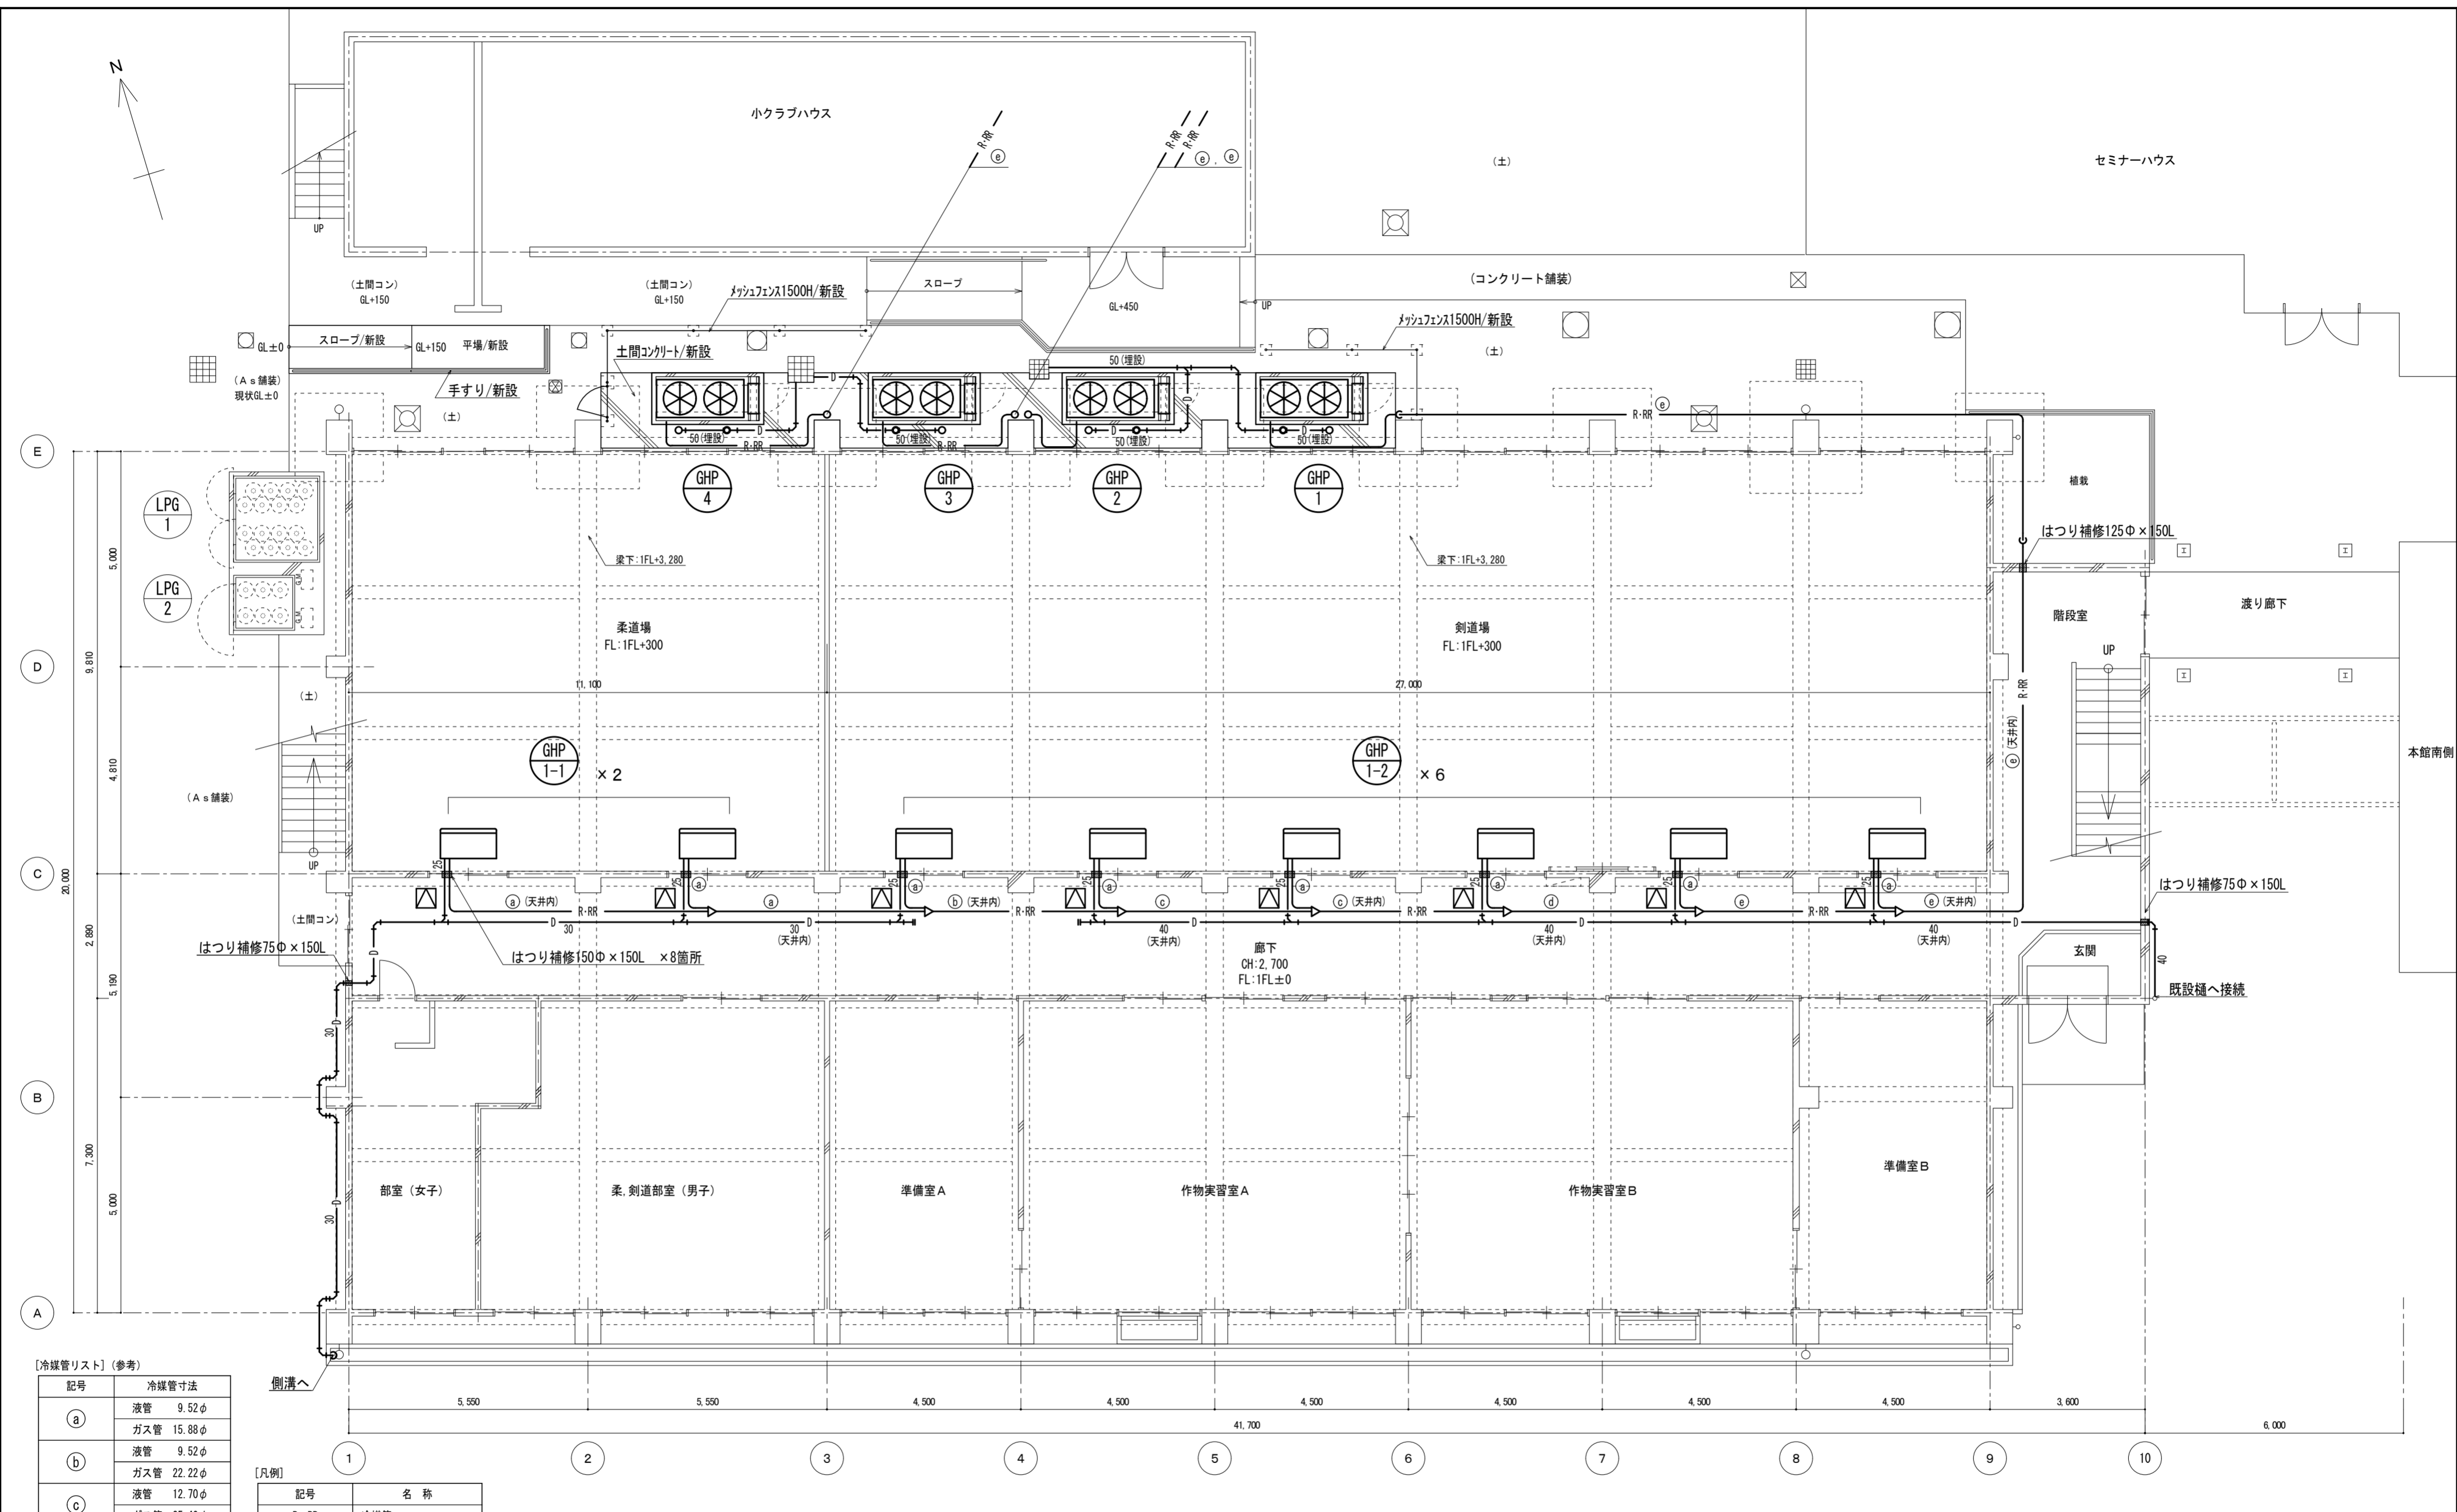 N
小クラブハウス
R・RR
ⓔ
R・RR
R・RR
ⓔ , ⓔ
(土)
セミナーハウス
UP
(土間コン)
GL+150
(土間コン)
GL+150
メッシュフェンス1500H/新設
スロープ
GL+450
UP
(コンクリート舗装)
GL±0
スロープ/新設
GL+150
平場/新設
土間コンクリート/新設
メッシュフェンス1500H/新設
(土)
50(埋設)
(As舗装)
現状GL±0
手すり/新設
(土)
D
D
R・RR ⓔ
D
50(埋設)
R・RR
50(埋設)
R・RR
D
50(埋設)
D
50(埋設)
E
GHP
4
GHP
3
GHP
2
GHP
1
植栽
LPG
1
はつり補修125Φ×150L
5,000
梁下:1FL+3,280
梁下:1FL+3,280
LPG
2
G.M
G.M
渡り廊下
階段室
柔道場
FL:1FL+300
剣道場
FL:1FL+300
UP
D
9,810
11,100
27,000
R・RR
(土)
ⓔ (天井内)
本館南側
GHP
1-1
×2
GHP
1-2
×6
4,810
(As舗装)
UP
C
20,000
25
25
25
25
25
25
25
25
ⓐ
ⓐ
ⓐ
ⓐ
ⓐ
ⓐ
ⓐ
はつり補修75Φ×150L
ⓐ (天井内)
R・RR
ⓐ
ⓑ (天井内)
R・RR
ⓒ
ⓒ (天井内)
R・RR
ⓓ
ⓔ
R・RR
ⓔ (天井内)
(土間コン)
D
30
30
(天井内)
D
D
40
(天井内)
40
(天井内)
D
40
(天井内)
D
2,890
はつり補修75Φ×150L
D
はつり補修150Φ×150L ×8箇所
廊下
CH:2,700
FL:1FL±0
玄関
40
5,190
既設樋へ接続
30
D
B
7,300
準備室B
部室(女子)
柔,剣道部室(男子)
準備室A
作物実習室A
作物実習室B
5,000
D
30
A
[冷媒管リスト](参考)
側溝へ
記号 冷媒管寸法
ⓐ
液管 9.52φ
ガス管 15.88φ
ⓑ
液管 9.52φ
ガス管 22.22φ
ⓒ
液管 12.70φ
5,550
5,550
4,500
4,500
4,500
4,500
4,500
4,500
3,600
41,700
6,000
1
2
3
4
5
6
7
8
9
10
[凡例]
記号 名 称